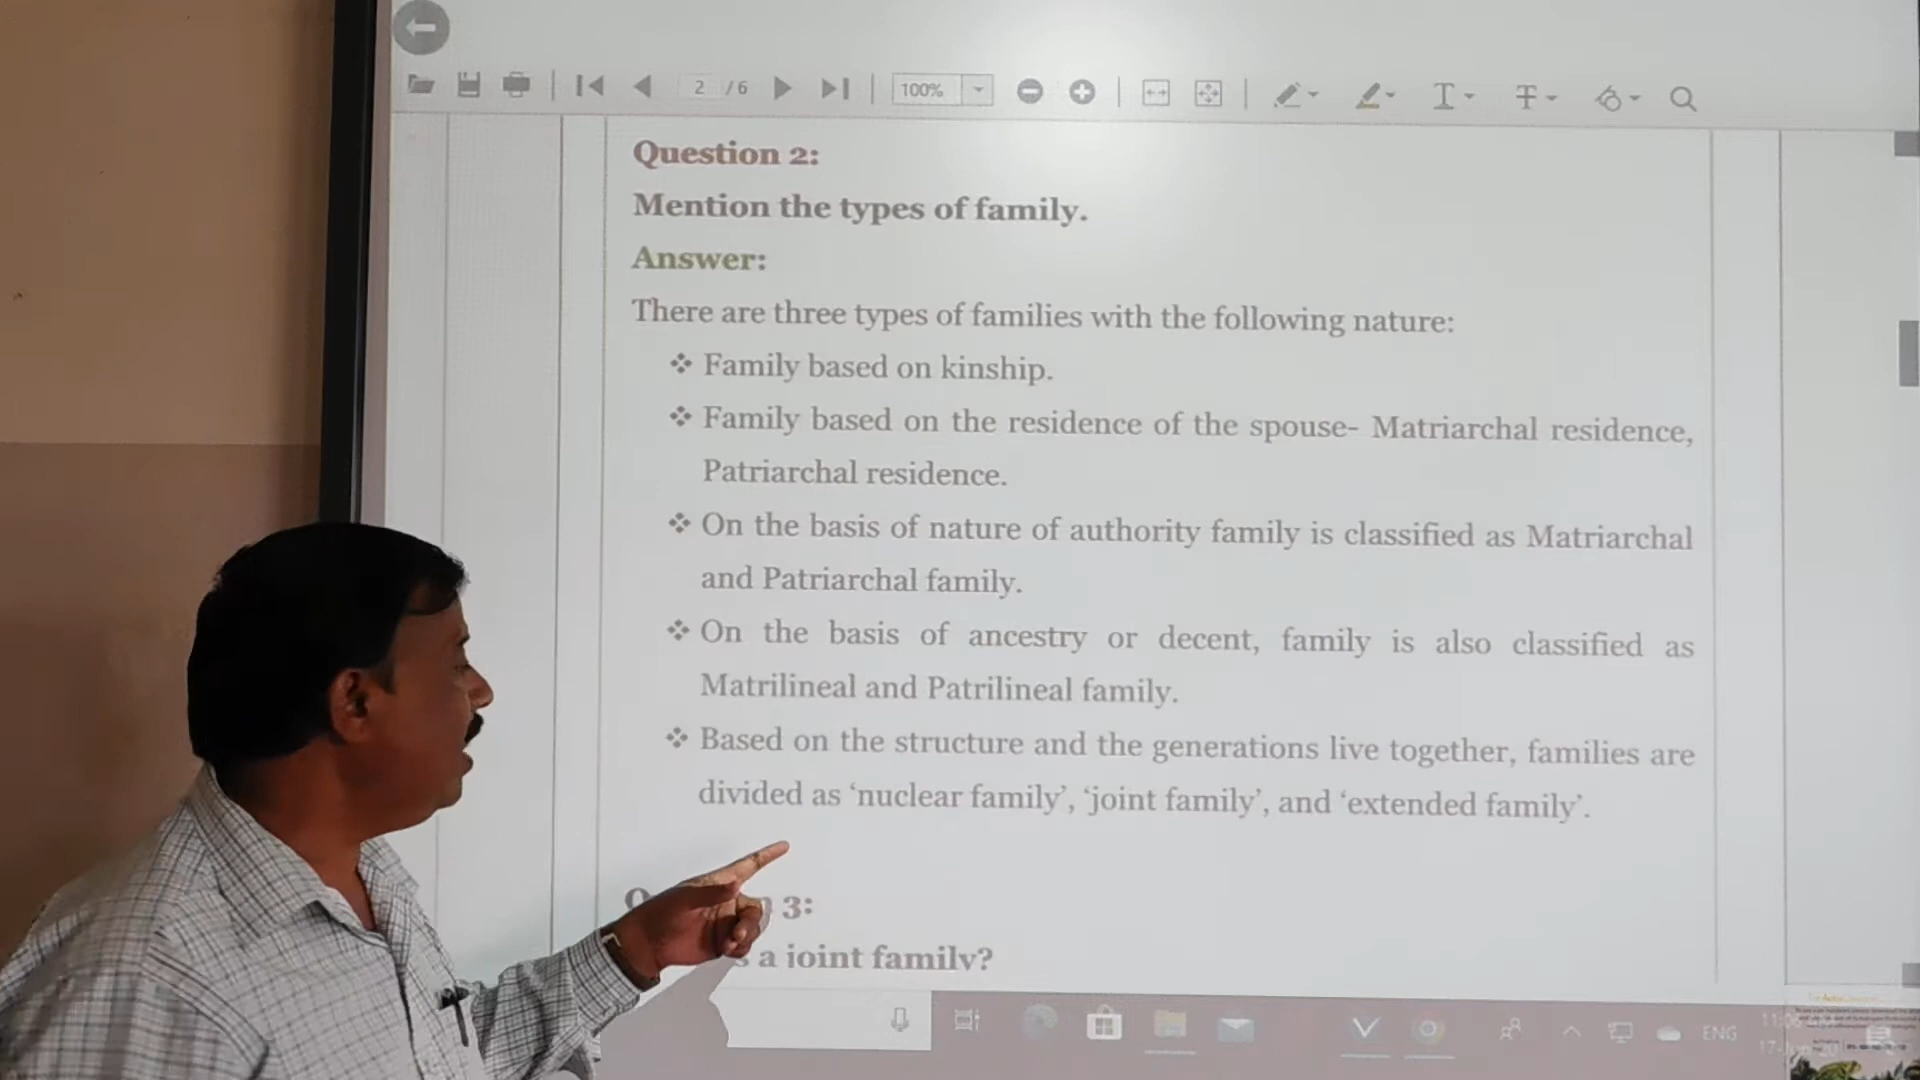 2 / 6
100%
Question 2:
Mention the types of family.
Answer:
There are three types of families with the following nature:
❖ Family based on kinship.
❖ Family based on the residence of the spouse- Matriarchal residence,
Patriarchal residence.
❖ On the basis of nature of authority family is classified as Matriarchal
and Patriarchal family.
❖ On the basis of ancestry or decent, family is also classified as
Matrilineal and Patrilineal family.
❖ Based on the structure and the generations live together, families are
divided as ‘nuclear family’, ‘joint family’, and ‘extended family’.
3:
a joint family?
ENG